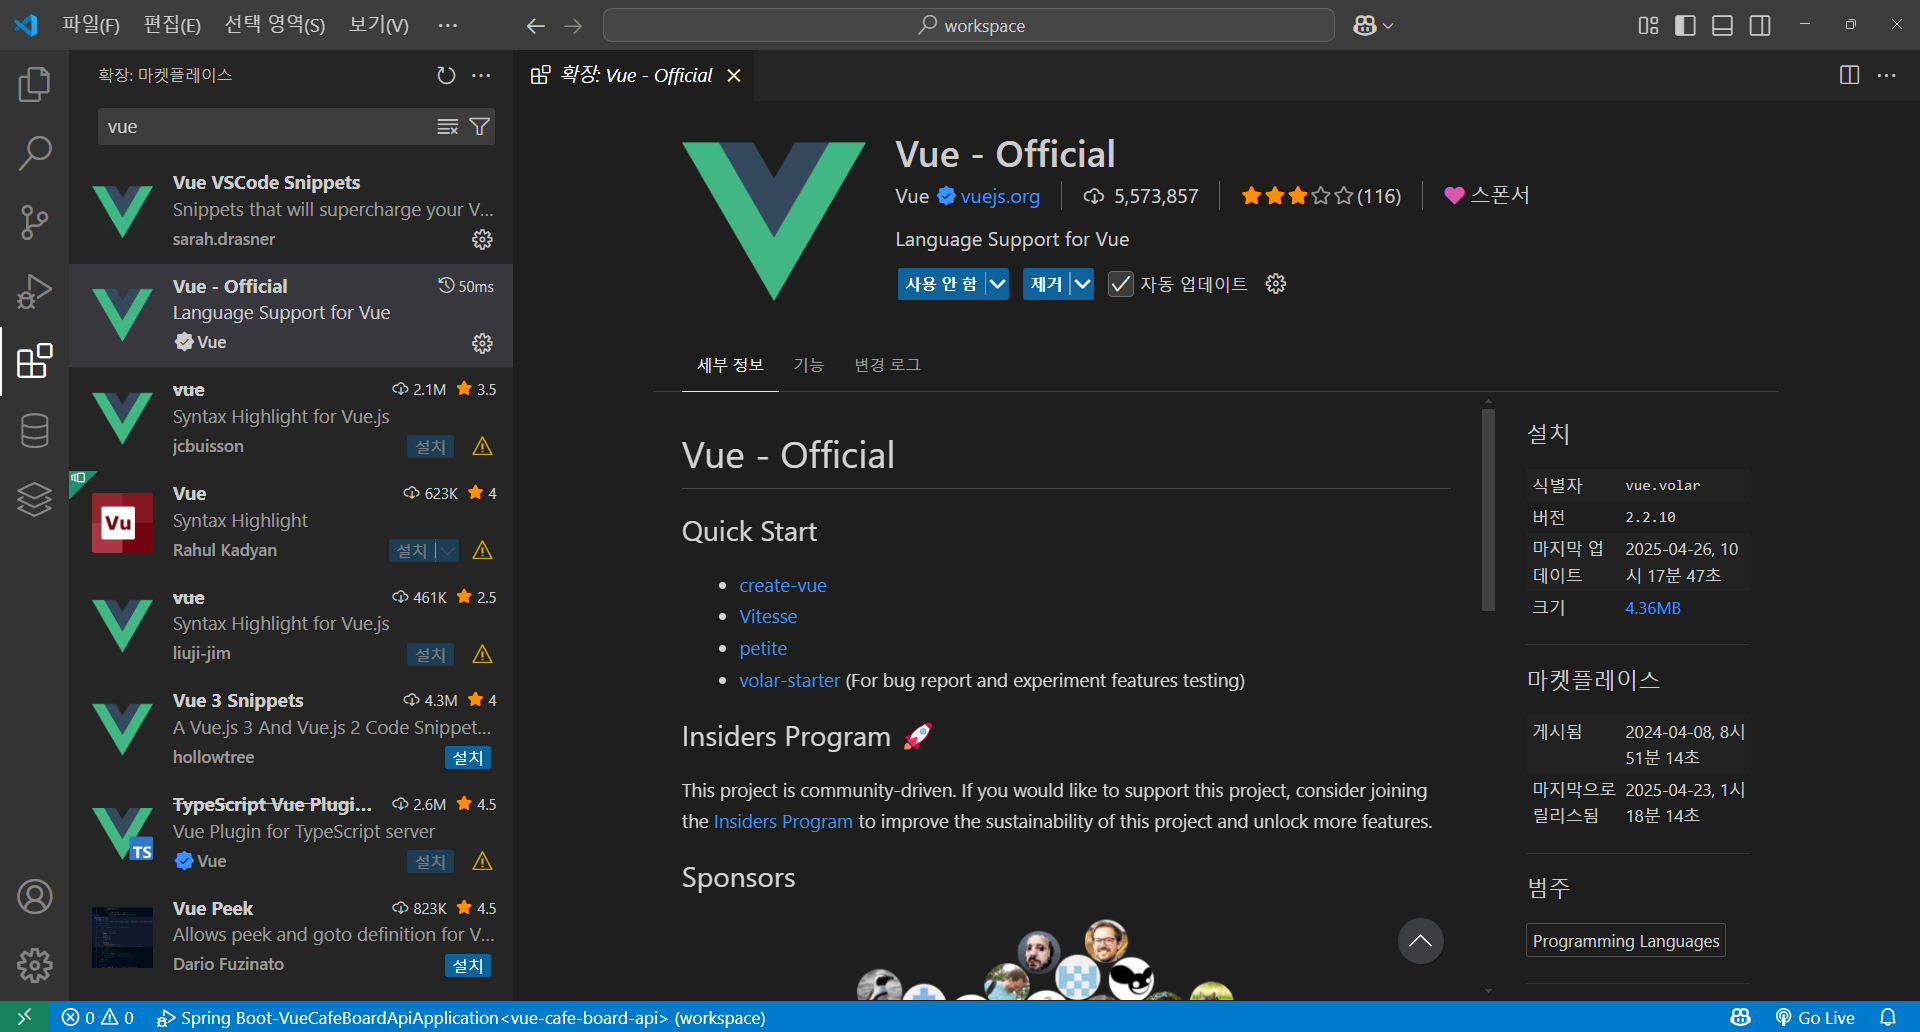 파일(F) 편집(E) 선택 영역(S) 보기(V) ··· workspace
확장: 마켓플레이스
vue
Vue VSCode Snippets
Snippets that will supercharge your V...
sarah.drasner
Vue - Official 50ms
Language Support for Vue
Vue
vue 2.1M 3.5
Syntax Highlight for Vue.js
jcbuisson 설치
Vue 623K 4
Vu
Syntax Highlight
Rahul Kadyan 설치
vue 461K 2.5
Syntax Highlight for Vue.js
liuji-jim 설치
Vue 3 Snippets 4.3M 4
A Vue.js 3 And Vue.js 2 Code Snippet...
hollowtree 설치
TypeScript Vue Plugi... 2.6M 4.5
Vue Plugin for TypeScript server
TS
Vue 설치
Vue Peek 823K 4.5
Allows peek and goto definition for V...
Dario Fuzinato 설치
확장: Vue - Official
Vue - Official
Vue vuejs.org 5,573,857 (116) 스폰서
Language Support for Vue
사용 안 함 제거 자동 업데이트
세부 정보 기능 변경 로그
Vue - Official
Quick Start
• create-vue
• Vitesse
• petite
• volar-starter (For bug report and experiment features testing)
Insiders Program 🚀
This project is community-driven. If you would like to support this project, consider joining
the Insiders Program to improve the sustainability of this project and unlock more features.
Sponsors
설치
식별자 vue.volar
버전 2.2.10
마지막 업 2025-04-26, 10
데이트 시 17분 47초
크기 4.36MB
마켓플레이스
게시됨 2024-04-08, 8시
51분 14초
마지막으로 2025-04-23, 1시
릴리스됨 18분 14초
범주
Programming Languages
0 0 Spring Boot-VueCafeBoardApiApplication<vue-cafe-board-api> (workspace) Go Live